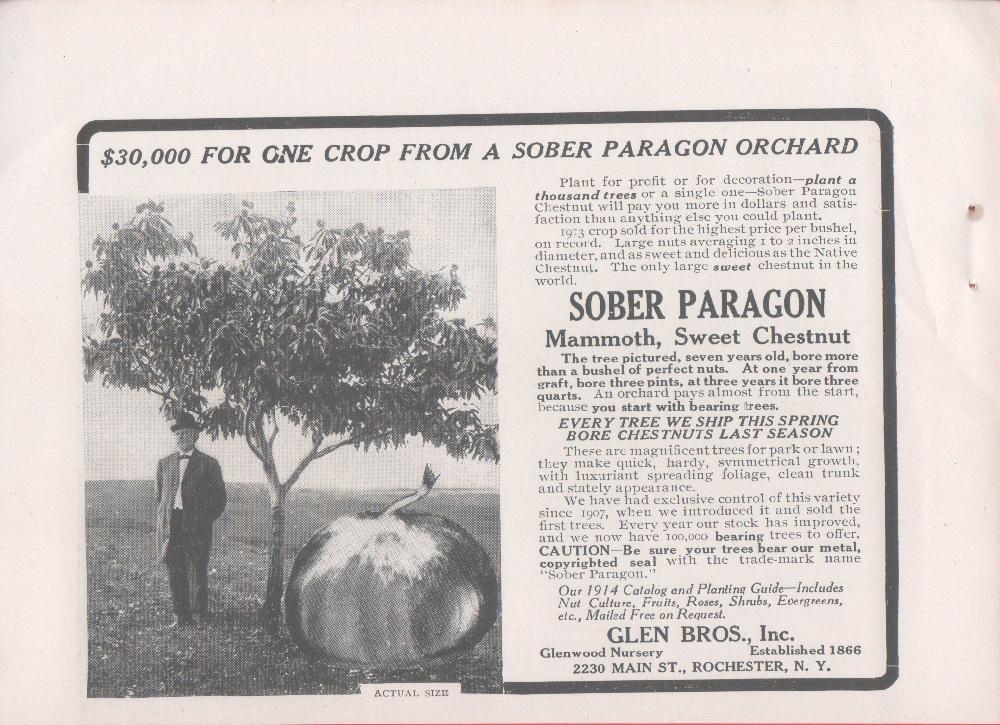 $30,000 FOR ONE CROP FROM A SOBER PARAGON ORCHARD
Plant for profit or for decoration—plant a
thousand trees or a single one—Sober Paragon
Chestnut will pay you more in dollars and satis-
faction than anything else you could plant.
1913 crop sold for the highest price per bushel,
on record. Large nuts averaging 1 to 2 inches in
diameter, and as sweet and delicious as the Native
Chestnut. The only large sweet chestnut in the
world.
SOBER PARAGON
Mammoth, Sweet Chestnut
The tree pictured, seven years old, bore more
than a bushel of perfect nuts. At one year from
graft, bore three pints, at three years it bore three
quarts. An orchard pays almost from the start,
because you start with bearing trees.
EVERY TREE WE SHIP THIS SPRING
BORE CHESTNUTS LAST SEASON
These are magnificent trees for park or lawn;
they make quick, hardy, symmetrical growth,
with luxuriant spreading foliage, clean trunk
and stately appearance.
We have had exclusive control of this variety
since 1907, when we introduced it and sold the
first trees. Every year our stock has improved,
and we now have 100,000 bearing trees to offer.
CAUTION—Be sure your trees bear our metal,
copyrighted seal with the trade-mark name
"Sober Paragon."
Our 1914 Catalog and Planting Guide—Includes
Nut Culture, Fruits, Roses, Shrubs, Evergreens,
etc., Mailed Free on Request.
GLEN BROS., Inc.
Glenwood Nursery Established 1866
2230 MAIN ST., ROCHESTER, N. Y.
ACTUAL SIZE